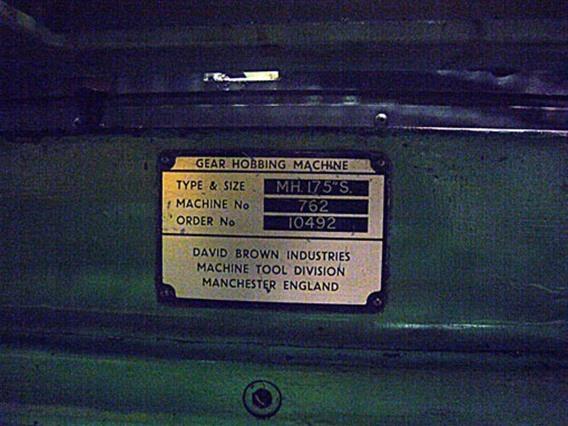 GEAR HOBBING MACHINE
TYPE & SIZE MH. 175"S.
MACHINE No 762
ORDER No 10492
DAVID BROWN INDUSTRIES
MACHINE TOOL DIVISION
MANCHESTER ENGLAND